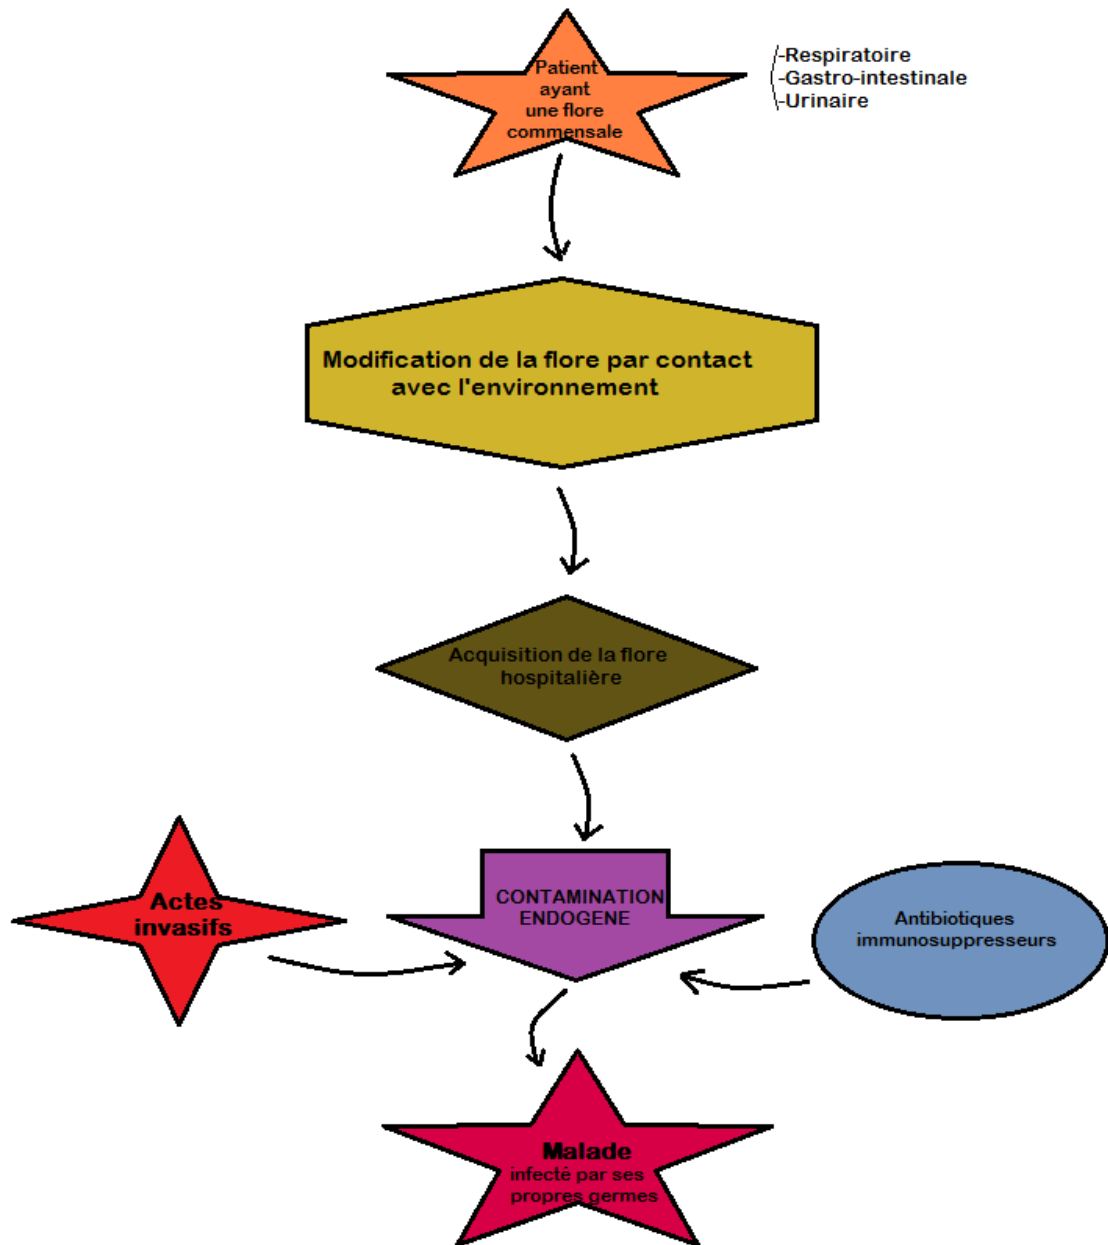 Patient
ayant
une flore
commensale
-Respiratoire
-Gastro-intestinale
-Urinaire
Modification de la flore par contact
avec l'environnement
Acquisition de la flore
hospitalière
Actes
invasifs
CONTAMINATION
ENDOGENE
Antibiotiques
immunosuppresseurs
Malade
infecté par ses
propres germes